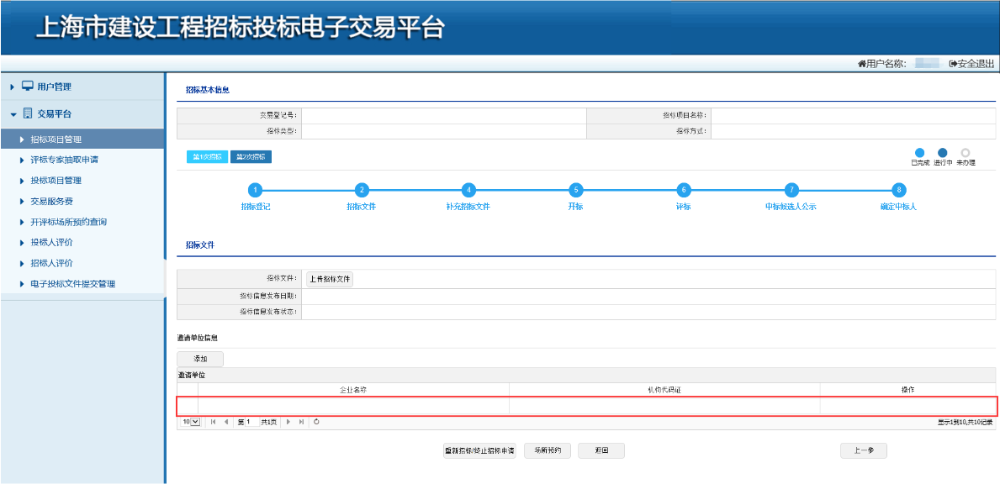 上海市建设工程招标投标电子交易平台
用户名称: 安全退出
用户管理
交易平台
招标项目管理
评标专家抽取申请
投标项目管理
交易服务费
开评标场所预约查询
投标人评价
招标人评价
电子投标文件提交管理
招标基本信息
交易登记号: 招标项目名称:
招标类型: 招标方式:
第1次招标 第2次招标
已完成 进行中 未办理
1 2 4 5 6 7 8
招标登记 招标文件 补充招标文件 开标 评标 中标候选人公示 确定中标人
招标文件
招标文件: 上传招标文件
招标信息发布日期:
招标信息发布状态:
邀请单位信息
添加
邀请单位
企业名称 机构代码证 操作
10 第 1 共1页 显示1到10,共10记录
重新招标/终止招标申请 场所预约 返回 上一步